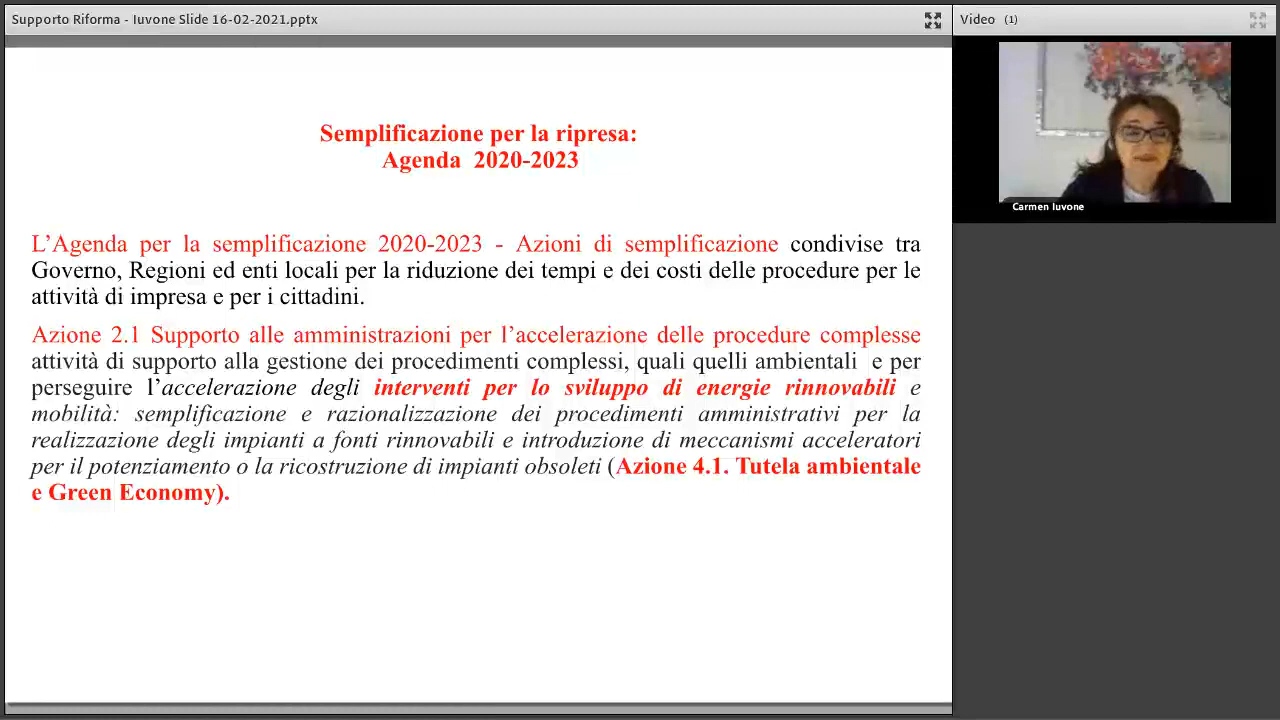 Supporto Riforma - Iuvone Slide 16-02-2021.pptx
Video (1)
Carmen Iuvone
Semplificazione per la ripresa:
Agenda 2020-2023
L’Agenda per la semplificazione 2020-2023 - Azioni di semplificazione condivise tra
Governo, Regioni ed enti locali per la riduzione dei tempi e dei costi delle procedure per le
attività di impresa e per i cittadini.
Azione 2.1 Supporto alle amministrazioni per l’accelerazione delle procedure complesse
attività di supporto alla gestione dei procedimenti complessi, quali quelli ambientali e per
perseguire l’accelerazione degli interventi per lo sviluppo di energie rinnovabili e
mobilità: semplificazione e razionalizzazione dei procedimenti amministrativi per la
realizzazione degli impianti a fonti rinnovabili e introduzione di meccanismi acceleratori
per il potenziamento o la ricostruzione di impianti obsoleti (Azione 4.1. Tutela ambientale
e Green Economy).